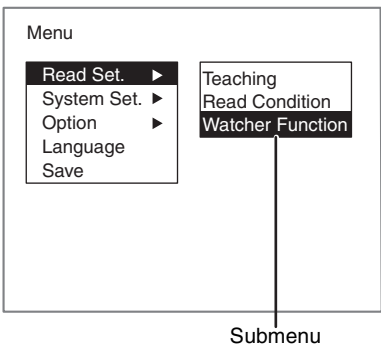 Menu
Read Set. ▶
System Set. ▶
Option ▶
Language
Save
Teaching
Read Condition
Watcher Function
Submenu